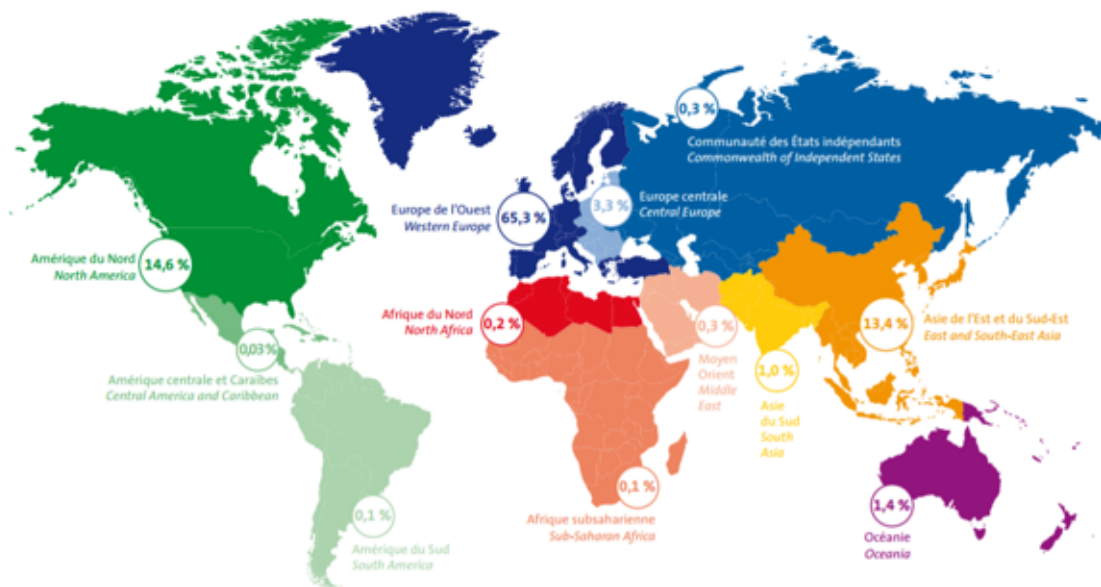 0,3 %
Communauté des États indépendants
Commonwealth of Independent States
Europe de l'Ouest
Western Europe
65,3 %
3,3 %
Europe centrale
Central Europe
Amérique du Nord
North America
14,6 %
Afrique du Nord
North Africa
0,2 %
0,3 %
Moyen
Orient
Middle
East
13,4 %
Asie de l'Est et du Sud-Est
East and South-East Asia
0,03 %
Amérique centrale et Caraïbes
Central America and Caribbean
1,0 %
Asie
du Sud
South
Asia
0,1 %
Afrique subsaharienne
Sub-Saharan Africa
1,4 %
Océanie
Oceania
0,1 %
Amérique du Sud
South America